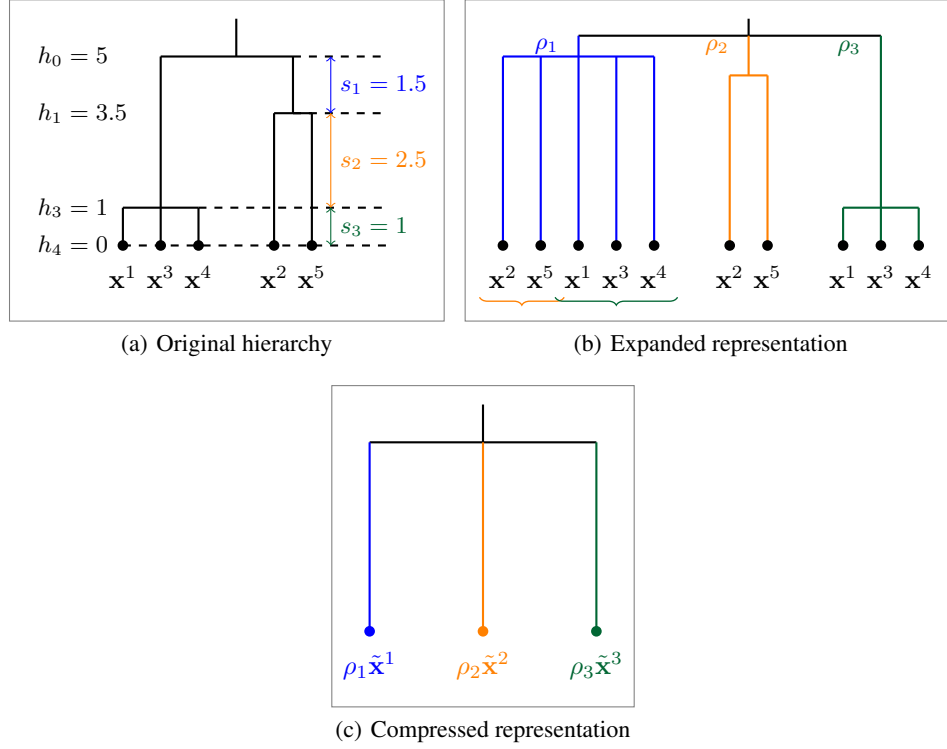 h₀ = 5
s₁ = 1.5
h₁ = 3.5
s₂ = 2.5
h₃ = 1
s₃ = 1
h₄ = 0
x¹ x³ x⁴ x² x⁵
(a) Original hierarchy
ρ₁ ρ₂ ρ₃
x² x⁵ x¹ x³ x⁴ x² x⁵ x¹ x³ x⁴
(b) Expanded representation
ρ₁x̃¹ ρ₂x̃² ρ₃x̃³
(c) Compressed representation